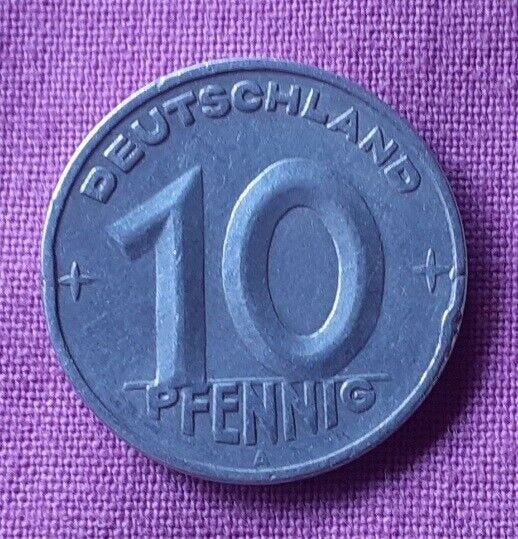 DEUTSCHLAND
10
PFENNIG
A